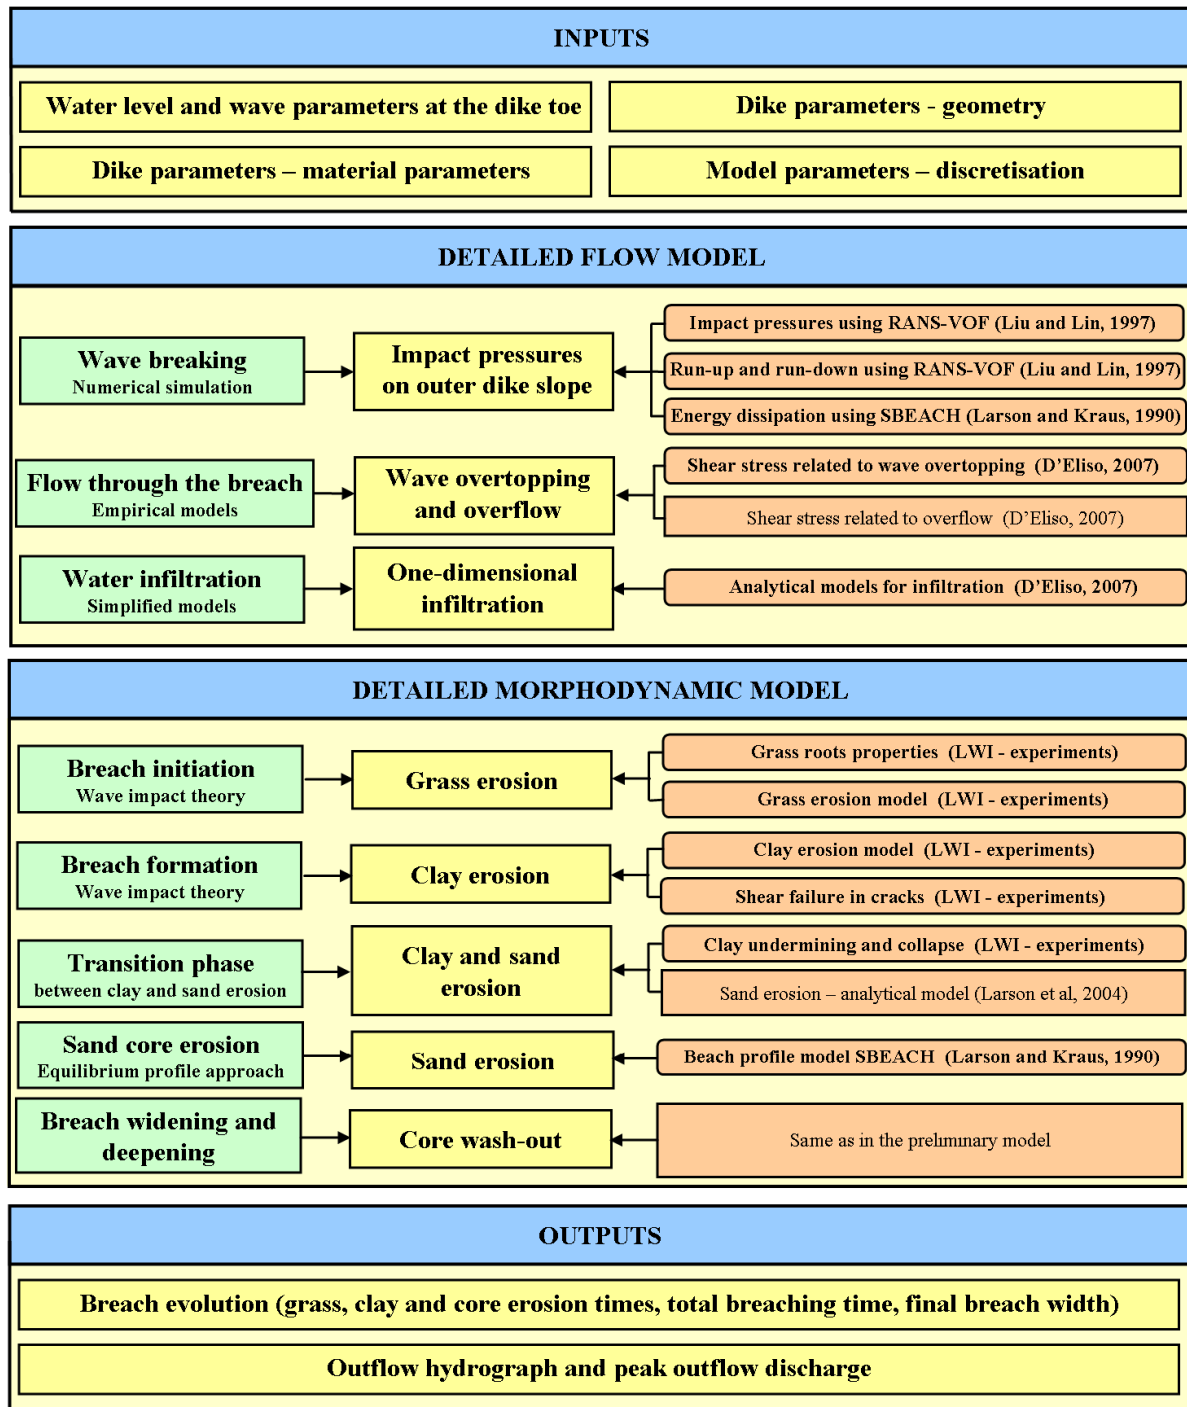 INPUTS
Water level and wave parameters at the dike toe
Dike parameters - geometry
Dike parameters – material parameters
Model parameters – discretisation
DETAILED FLOW MODEL
Wave breaking
Numerical simulation
Impact pressures
on outer dike slope
Impact pressures using RANS-VOF (Liu and Lin, 1997)
Run-up and run-down using RANS-VOF (Liu and Lin, 1997)
Energy dissipation using SBEACH (Larson and Kraus, 1990)
Flow through the breach
Empirical models
Wave overtopping
and overflow
Shear stress related to wave overtopping (D'Eliso, 2007)
Shear stress related to overflow (D'Eliso, 2007)
Water infiltration
Simplified models
One-dimensional
infiltration
Analytical models for infiltration (D'Eliso, 2007)
DETAILED MORPHODYNAMIC MODEL
Breach initiation
Wave impact theory
Grass erosion
Grass roots properties (LWI - experiments)
Grass erosion model (LWI - experiments)
Breach formation
Wave impact theory
Clay erosion
Clay erosion model (LWI - experiments)
Shear failure in cracks (LWI - experiments)
Transition phase
between clay and sand erosion
Clay and sand
erosion
Clay undermining and collapse (LWI - experiments)
Sand erosion – analytical model (Larson et al, 2004)
Sand core erosion
Equilibrium profile approach
Sand erosion
Beach profile model SBEACH (Larson and Kraus, 1990)
Breach widening and
deepening
Core wash-out
Same as in the preliminary model
OUTPUTS
Breach evolution (grass, clay and core erosion times, total breaching time, final breach width)
Outflow hydrograph and peak outflow discharge